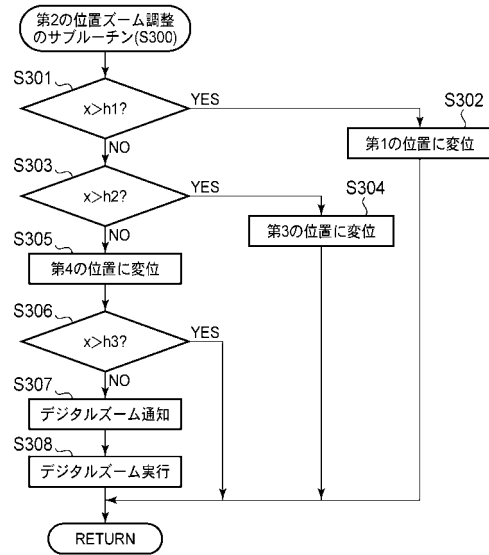 第2の位置ズーム調整
のサブルーチン(S300)
S301
x>h1?
YES
S302
第1の位置に変位
NO
S303
x>h2?
YES
S304
第3の位置に変位
NO
S305
第4の位置に変位
S306
x>h3?
YES
NO
S307
デジタルズーム通知
S308
デジタルズーム実行
RETURN